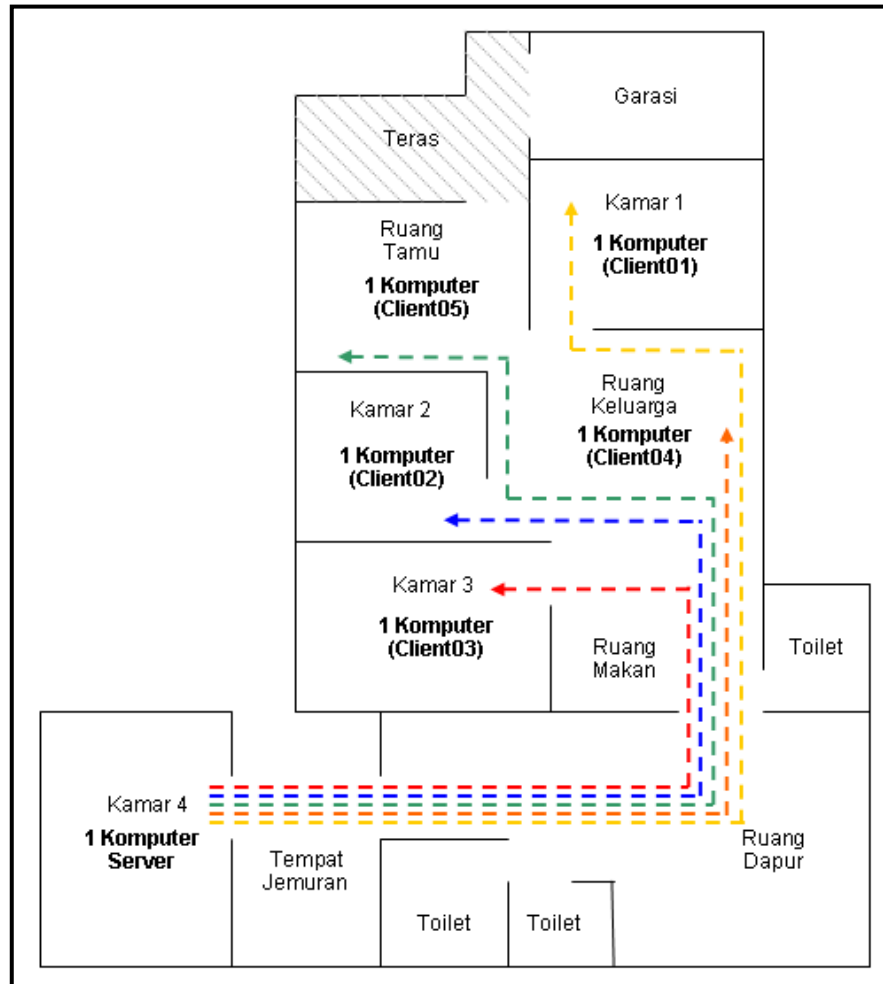 Garasi
Teras
Kamar 1
1 Komputer
(Client01)
Ruang
Tamu
1 Komputer
(Client05)
Ruang
Keluarga
1 Komputer
(Client04)
Kamar 2
1 Komputer
(Client02)
Kamar 3
1 Komputer
(Client03)
Ruang
Makan
Toilet
Kamar 4
1 Komputer
Server
Tempat
Jemuran
Ruang
Dapur
Toilet
Toilet